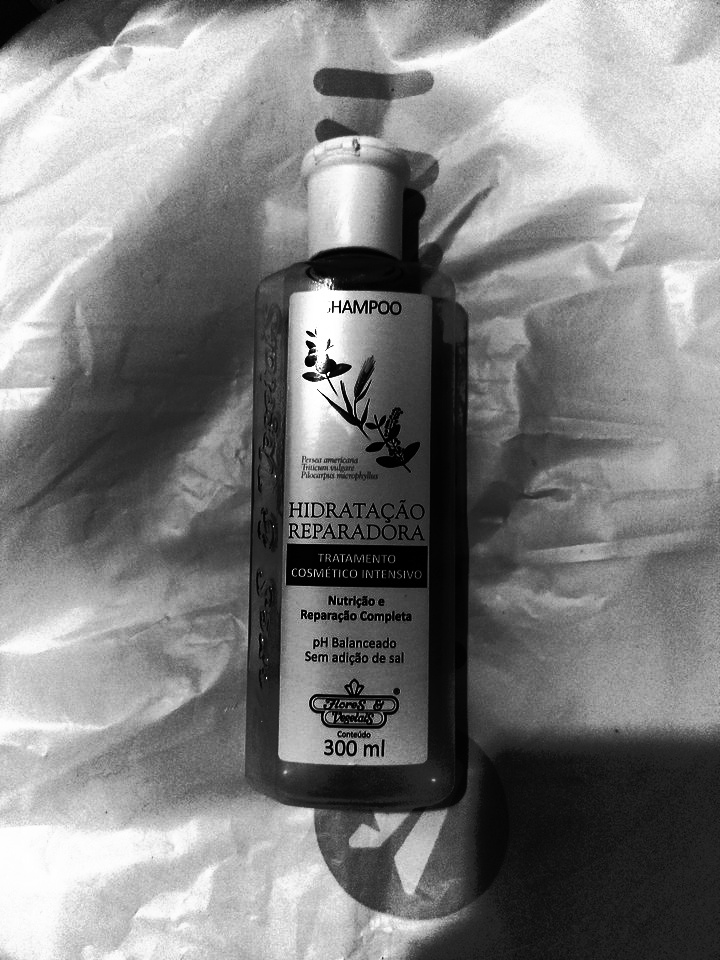 SHAMPOO
Persea americana
Triticum vulgare
Pilocarpus microphyllus
HIDRATAÇÃO
REPARADORA
TRATAMENTO
COSMÉTICO INTENSIVO
Nutrição e
Reparação Completa
pH Balanceado
Sem adição de sal
Flores &
Vegetais
®
Conteúdo
300 ml